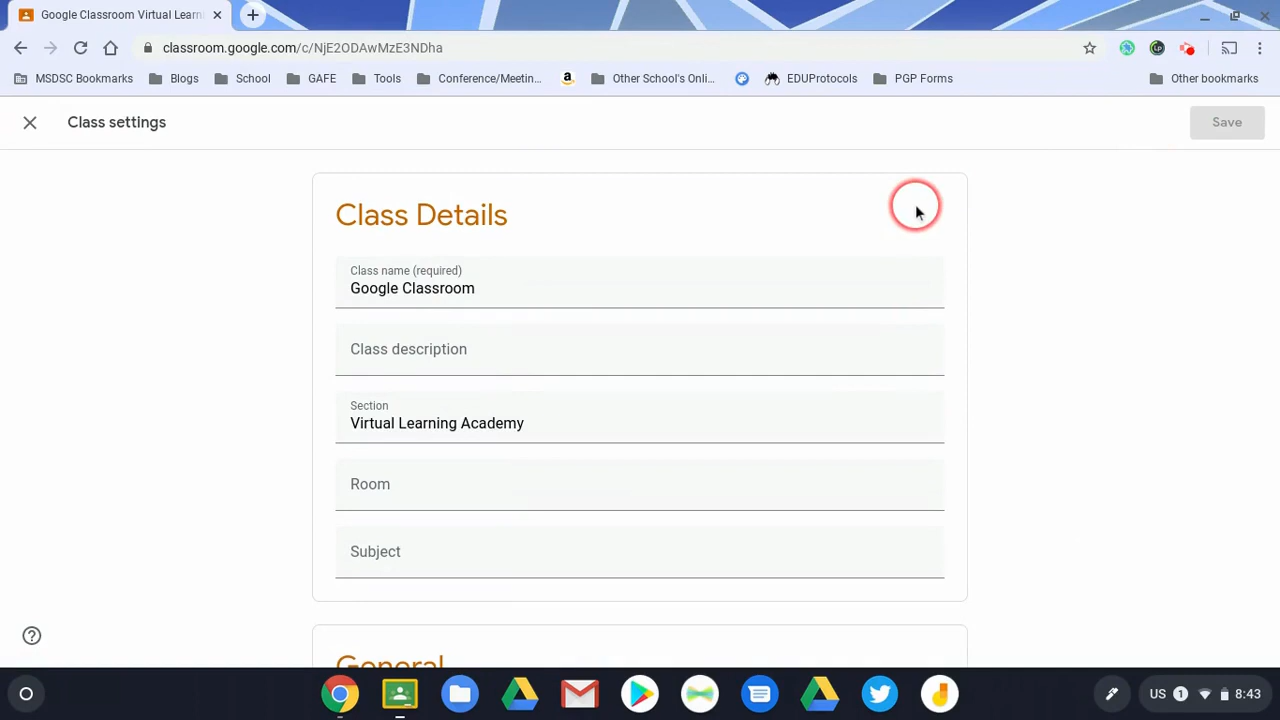 Google Classroom Virtual Learn
classroom.google.com/c/NjE2ODAwMzE3NDha
MSDSC Bookmarks Blogs School GAFE Tools Conference/Meetin... Other School's Onli... EDUProtocols PGP Forms Other bookmarks
Class settings
Save
Class Details
Class name (required)
Google Classroom
Class description
Section
Virtual Learning Academy
Room
Subject
General
US 1 8:43